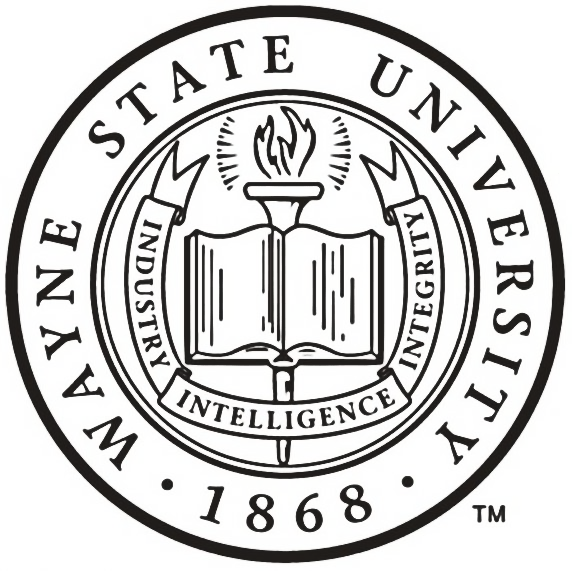 WAYNE STATE UNIVERSITY
· 1868 ·
INDUSTRY
INTELLIGENCE
INTEGRITY
TM